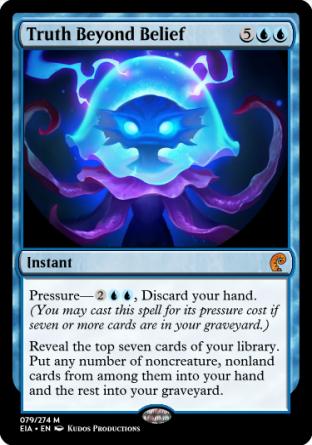 Truth Beyond Belief 5
Instant
Pressure—2, Discard your hand.
(You may cast this spell for its pressure cost if
seven or more cards are in your graveyard.)
Reveal the top seven cards of your library.
Put any number of noncreature, nonland
cards from among them into your hand
and the rest into your graveyard.
079/274 M
EIA • EN Kudos Productions